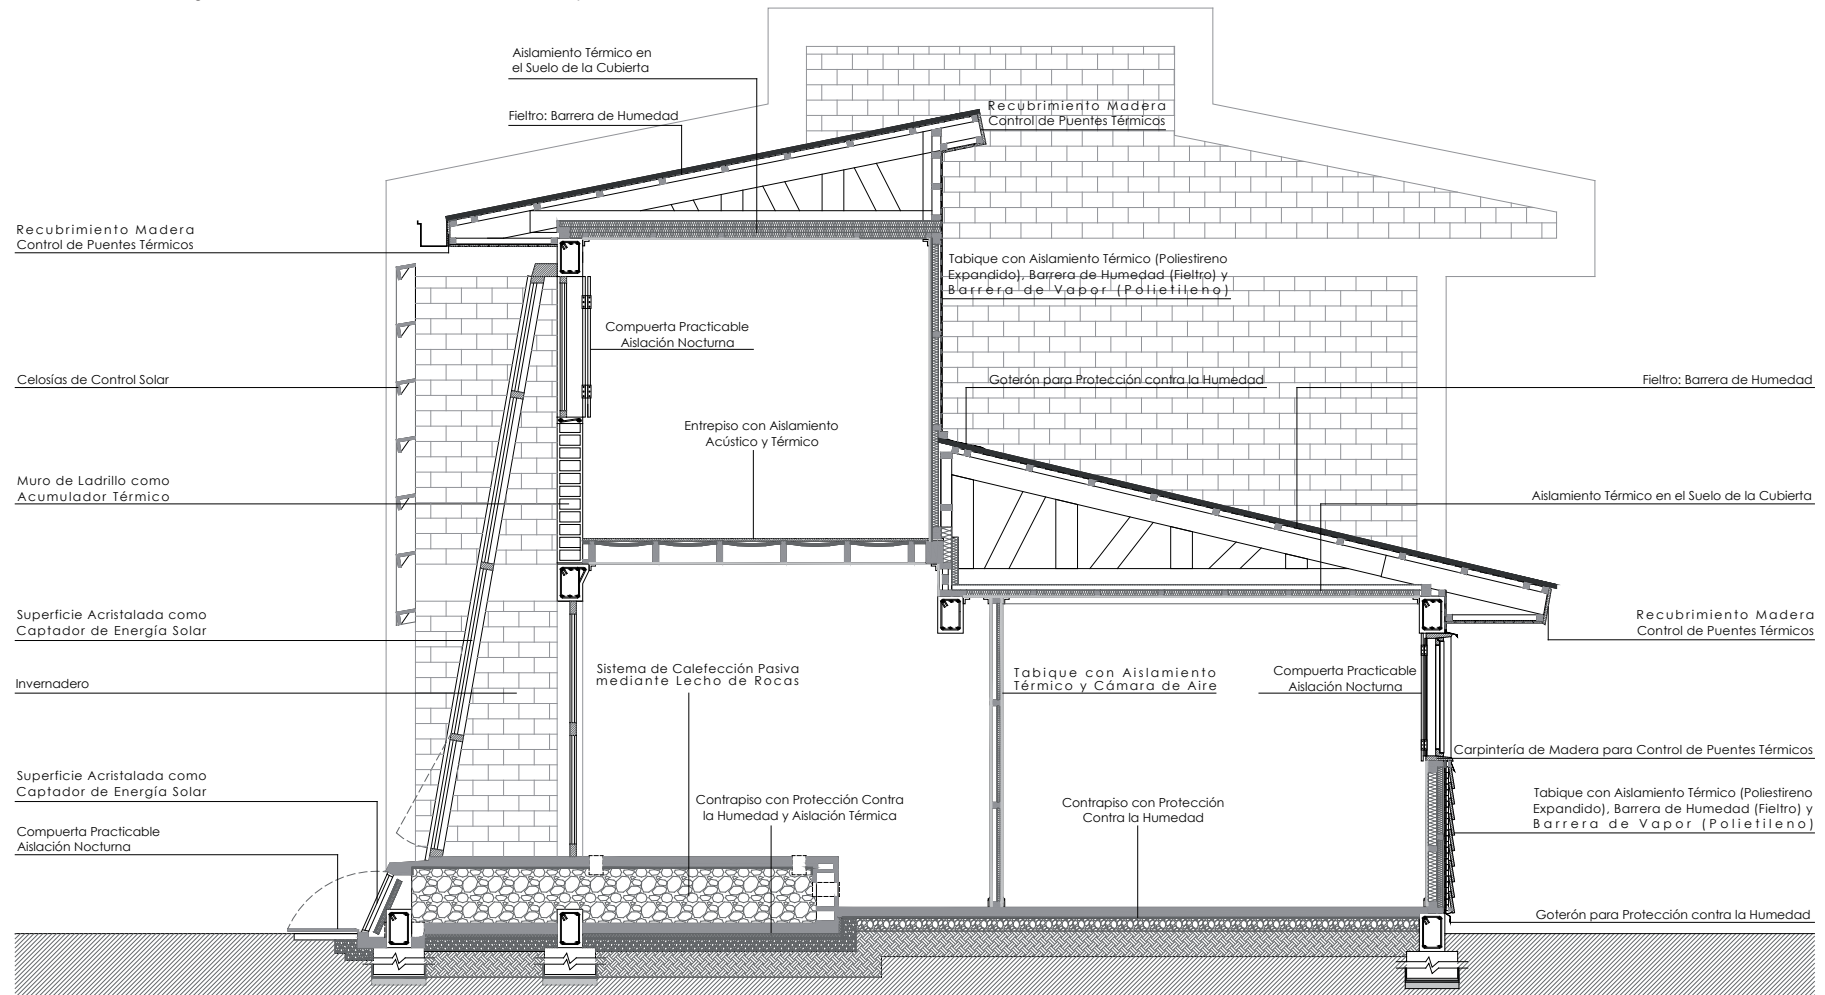 Aislamiento Térmico en
el Suelo de la Cubierta
Fieltro: Barrera de Humedad
Recubrimiento Madera
Control de Puentes Térmicos
Recubrimiento Madera
Control de Puentes Térmicos
Tabique con Aislamiento Térmico (Poliestireno
Expandido), Barrera de Humedad (Fieltro) y
Barrera de Vapor (Polietileno)
Compuerta Practicable
Aislación Nocturna
Celosías de Control Solar
Goterón para Protección contra la Humedad
Fieltro: Barrera de Humedad
Entrepiso con Aislamiento
Acústico y Térmico
Muro de Ladrillo como
Acumulador Térmico
Aislamiento Térmico en el Suelo de la Cubierta
Superficie Acristalada como
Captador de Energía Solar
Recubrimiento Madera
Control de Puentes Térmicos
Invernadero
Sistema de Calefección Pasiva
mediante Lecho de Rocas
Tabique con Aislamiento
Térmico y Cámara de Aire
Compuerta Practicable
Aislación Nocturna
Carpintería de Madera para Control de Puentes Térmicos
Superficie Acristalada como
Captador de Energía Solar
Compuerta Practicable
Aislación Nocturna
Contrapiso con Protección Contra
la Humedad y Aislación Térmica
Contrapiso con Protección
Contra la Humedad
Tabique con Aislamiento Térmico (Poliestireno
Expandido), Barrera de Humedad (Fieltro) y
Barrera de Vapor (Polietileno)
Goterón para Protección contra la Humedad